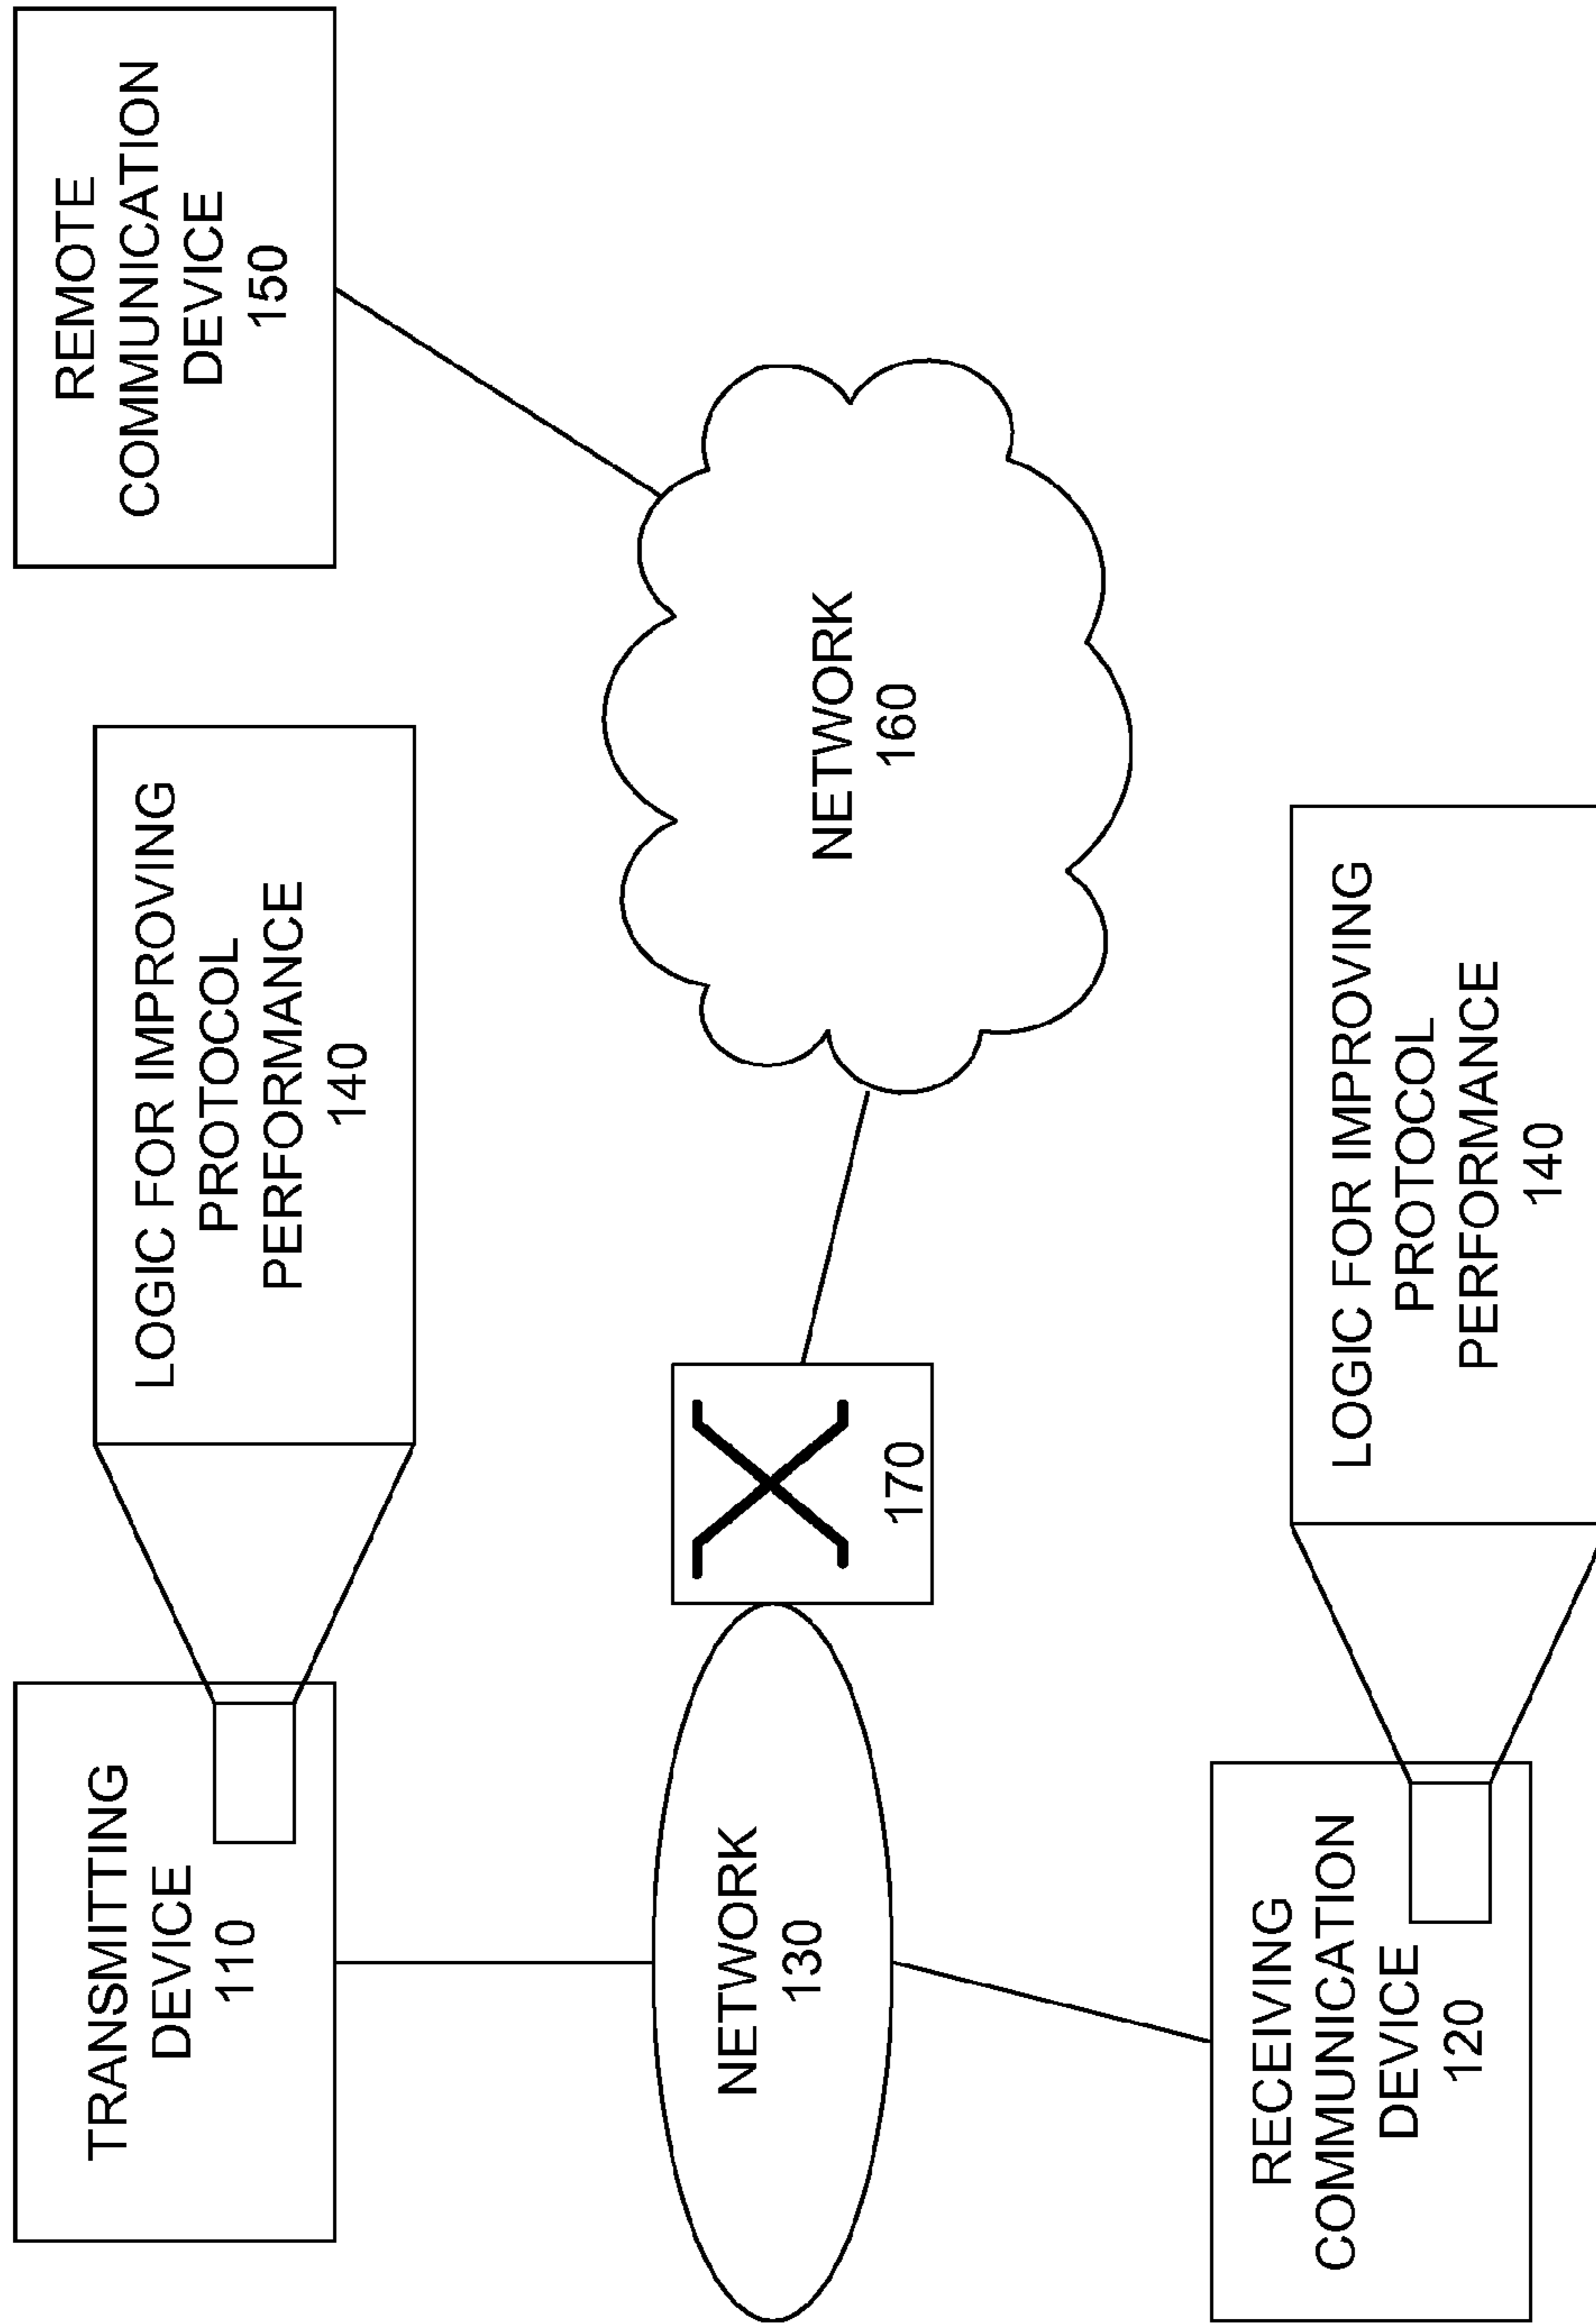 TRANSMITTING
DEVICE
110
LOGIC FOR IMPROVING
PROTOCOL
PERFORMANCE
140
REMOTE
COMMUNICATION
DEVICE
150
NETWORK
130
170
NETWORK
160
RECEIVING
COMMUNICATION
DEVICE
120
LOGIC FOR IMPROVING
PROTOCOL
PERFORMANCE
140